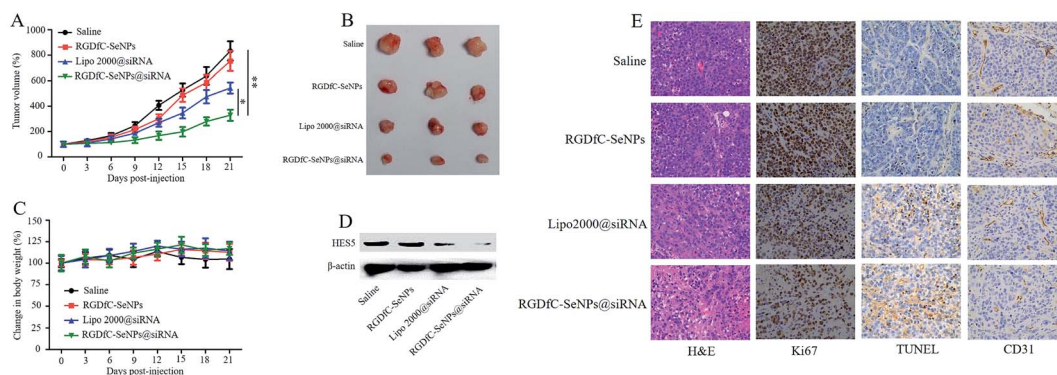 A
Saline
RGDfC-SeNPs
Lipo 2000@siRNA
RGDfC-SeNPs@siRNA
**
*
Tumor volume (%)
1000
800
600
400
200
0
0 3 6 9 12 15 18 21
Days post-injection
B
Saline
RGDfC-SeNPs
Lipo 2000@siRNA
RGDfC-SeNPs@siRNA
C
Change in body weight (%)
150
125
100
75
50
25
0
Saline
RGDfC-SeNPs
Lipo 2000@siRNA
RGDfC-SeNPs@siRNA
0 3 6 9 12 15 18 21
Days post-injection
D
HES5
β-actin
Saline
RGDfC-SeNPs
Lipo 2000@siRNA
RGDfC-SeNPs@siRNA
E
Saline
RGDfC-SeNPs
Lipo2000@siRNA
RGDfC-SeNPs@siRNA
H&E Ki67 TUNEL CD31